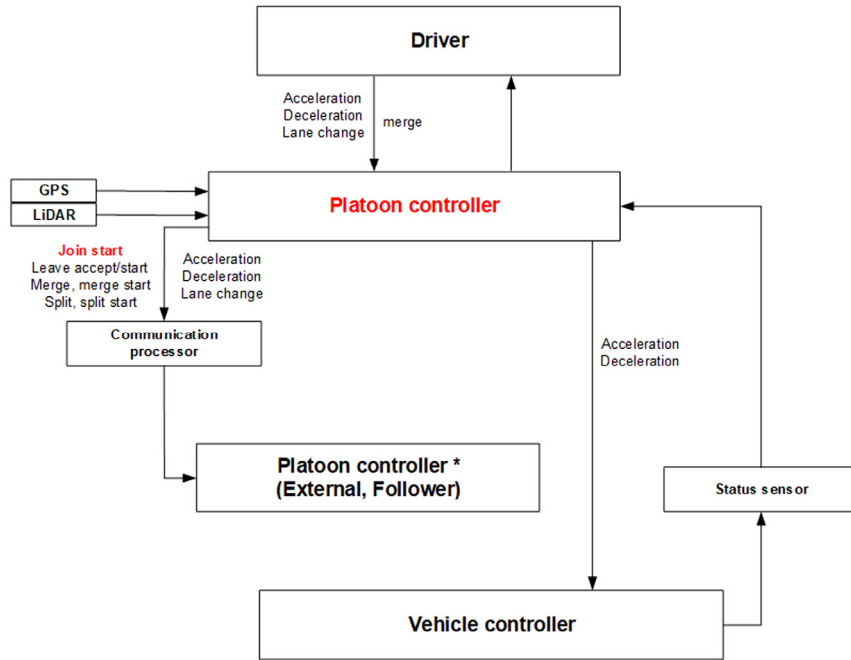 Driver
Acceleration
Deceleration
Lane change
merge
GPS
LiDAR
Platoon controller
Join start
Leave accept/start
Merge, merge start
Split, split start
Acceleration
Deceleration
Lane change
Communication
processor
Acceleration
Deceleration
Platoon controller *
(External, Follower)
Status sensor
Vehicle controller